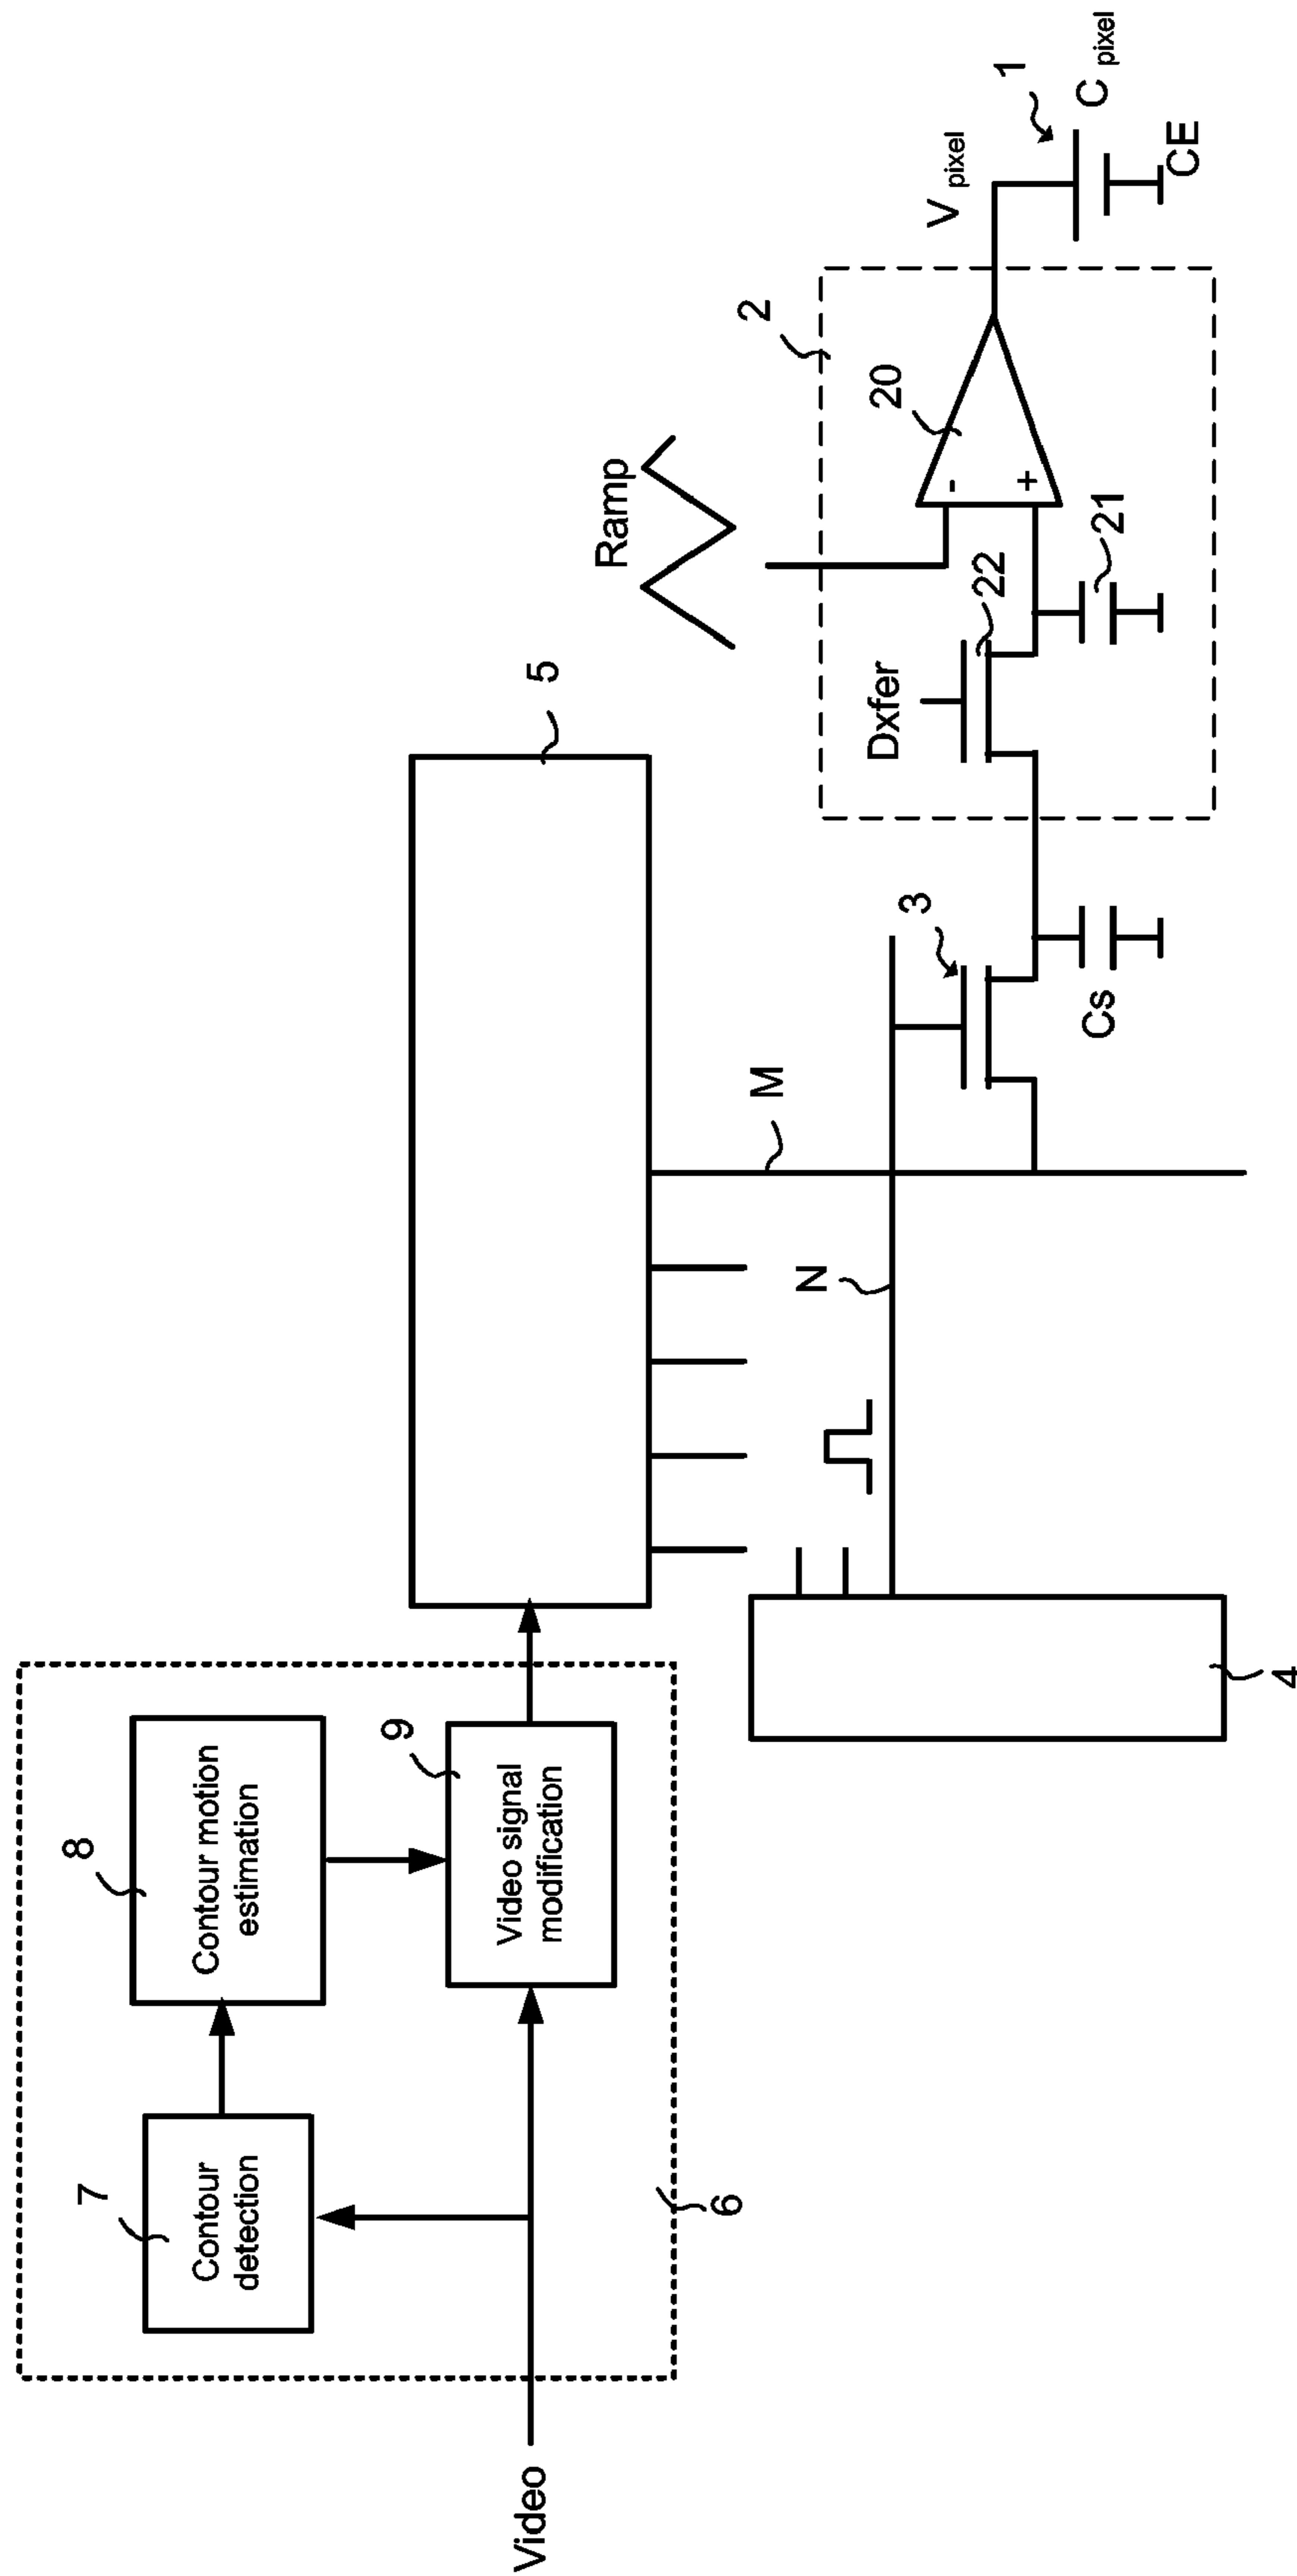 Video
7
Contour
detection
8
Contour motion
estimation
9
Video signal
modification
6
5
4
N
M
3
Cs
Ramp
2
Dxfer
22
21
20
-
+
V pixel
1
C pixel
CE